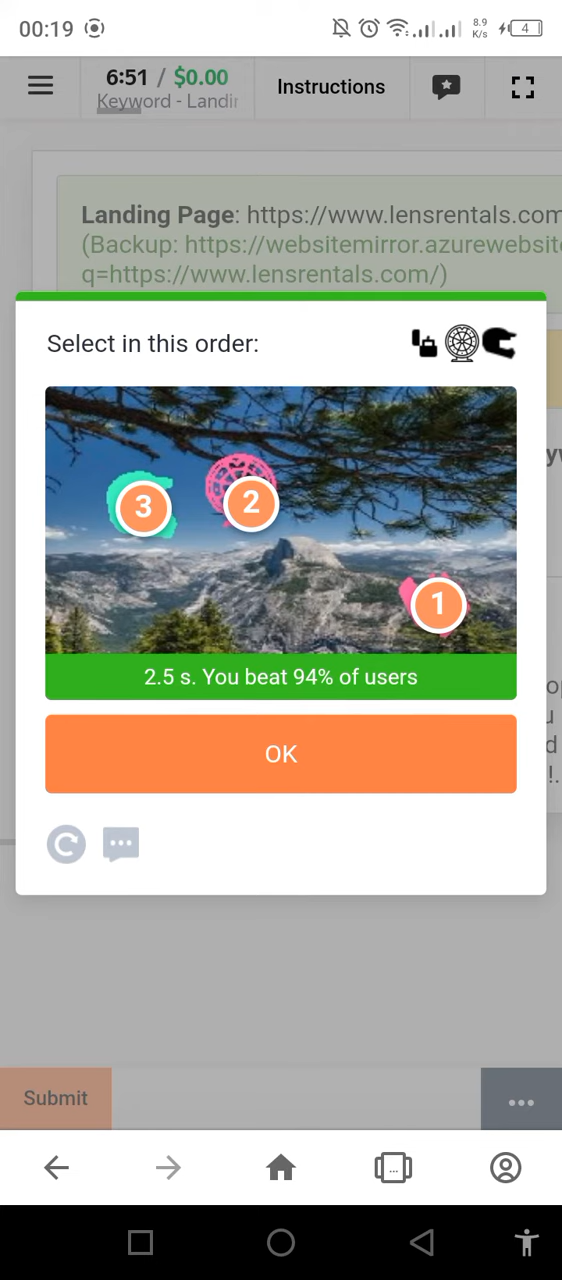 00:19
8.9
K/s
4
6:51 / $0.00
Keyword - Landi
Instructions
Landing Page: https://www.lensrentals.com
(Backup: https://websitemirror.azurewebsit
q=https://www.lensrentals.com/)
Select in this order:
3
2
1
2.5 s. You beat 94% of users
OK
Submit